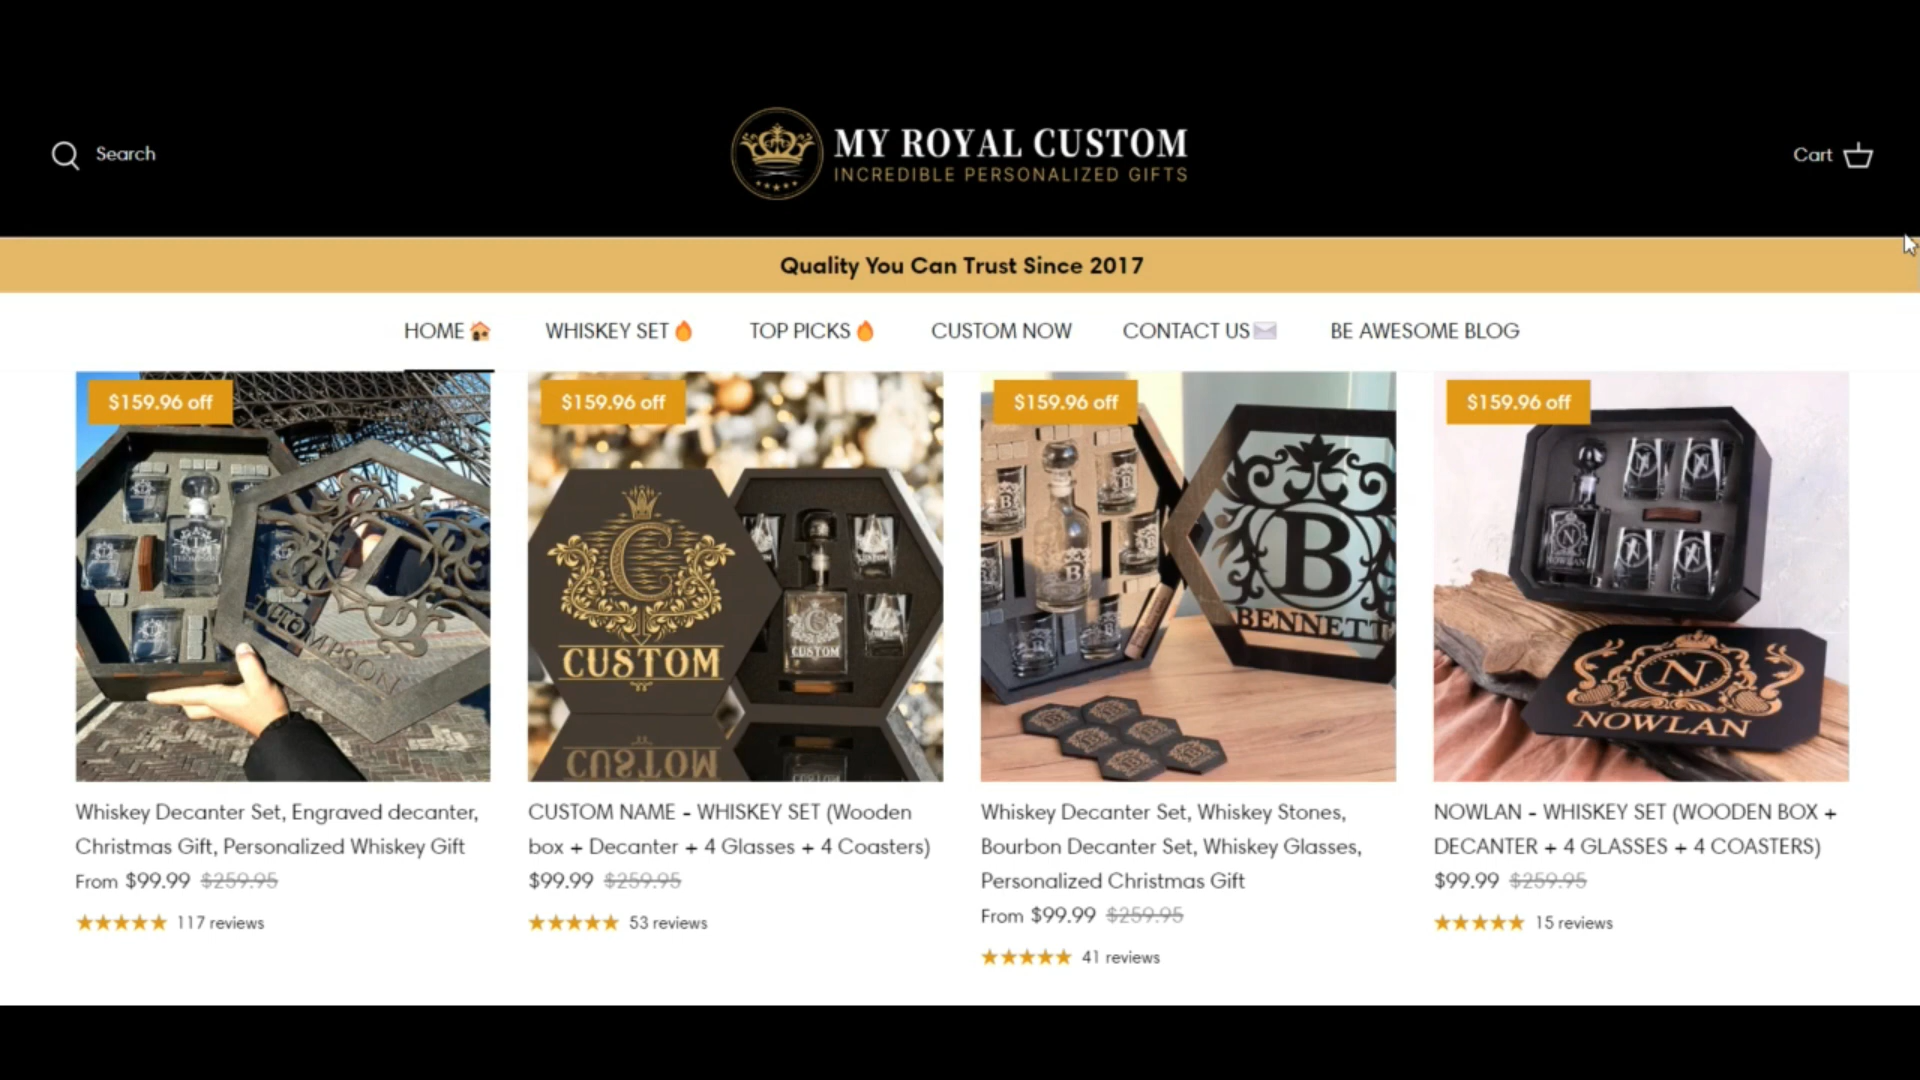 Search
MY ROYAL CUSTOM
INCREDIBLE PERSONALIZED GIFTS
Cart
Quality You Can Trust Since 2017
HOME WHISKEY SET TOP PICKS CUSTOM NOW CONTACT US BE AWESOME BLOG
$159.96 off
$159.96 off
$159.96 off
$159.96 off
THOMPSON
C
CUSTOM
CUSTOM
B
BENNETT
B
N
NOWLAN
N
NOWLAN
Whiskey Decanter Set, Engraved decanter,
Christmas Gift, Personalized Whiskey Gift
From $99.99 $259.95
117 reviews
CUSTOM NAME - WHISKEY SET (Wooden
box + Decanter + 4 Glasses + 4 Coasters)
$99.99 $259.95
53 reviews
Whiskey Decanter Set, Whiskey Stones,
Bourbon Decanter Set, Whiskey Glasses,
Personalized Christmas Gift
From $99.99 $259.95
41 reviews
NOWLAN - WHISKEY SET (WOODEN BOX +
DECANTER + 4 GLASSES + 4 COASTERS)
$99.99 $259.95
15 reviews